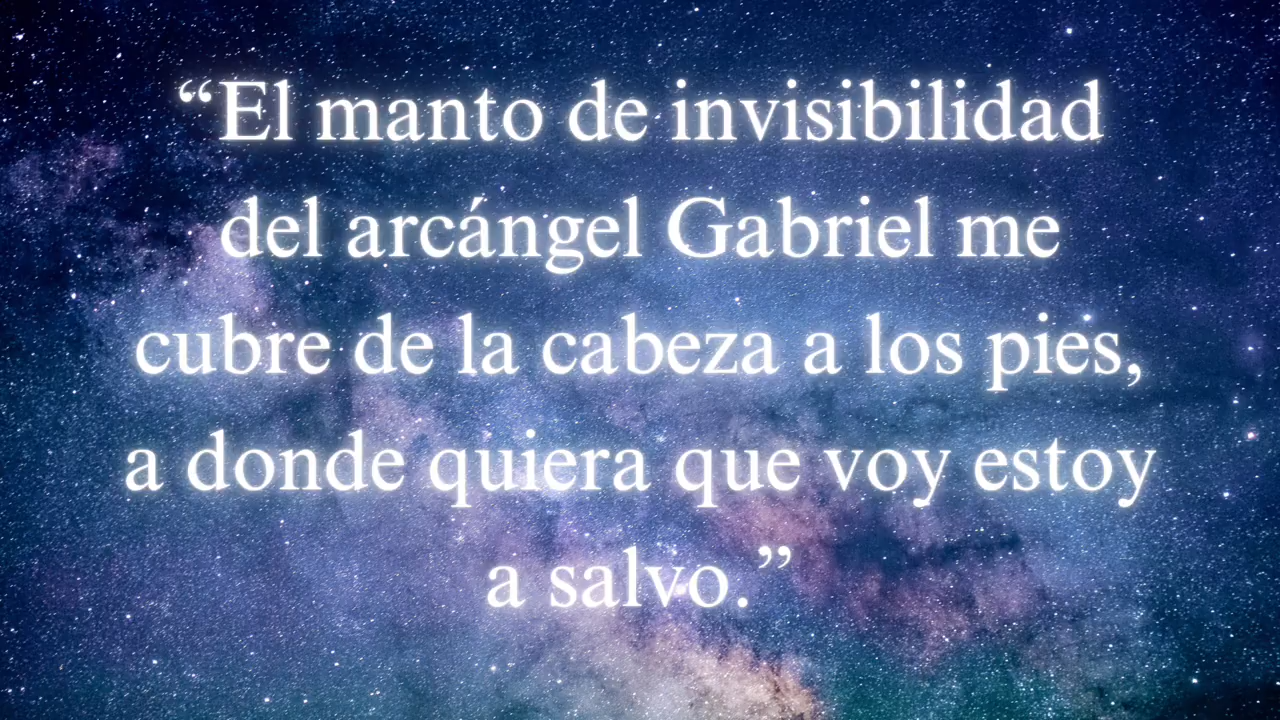 “El manto de invisibilidad
del arcángel Gabriel me
cubre de la cabeza a los pies,
a donde quiera que voy estoy
a salvo.”